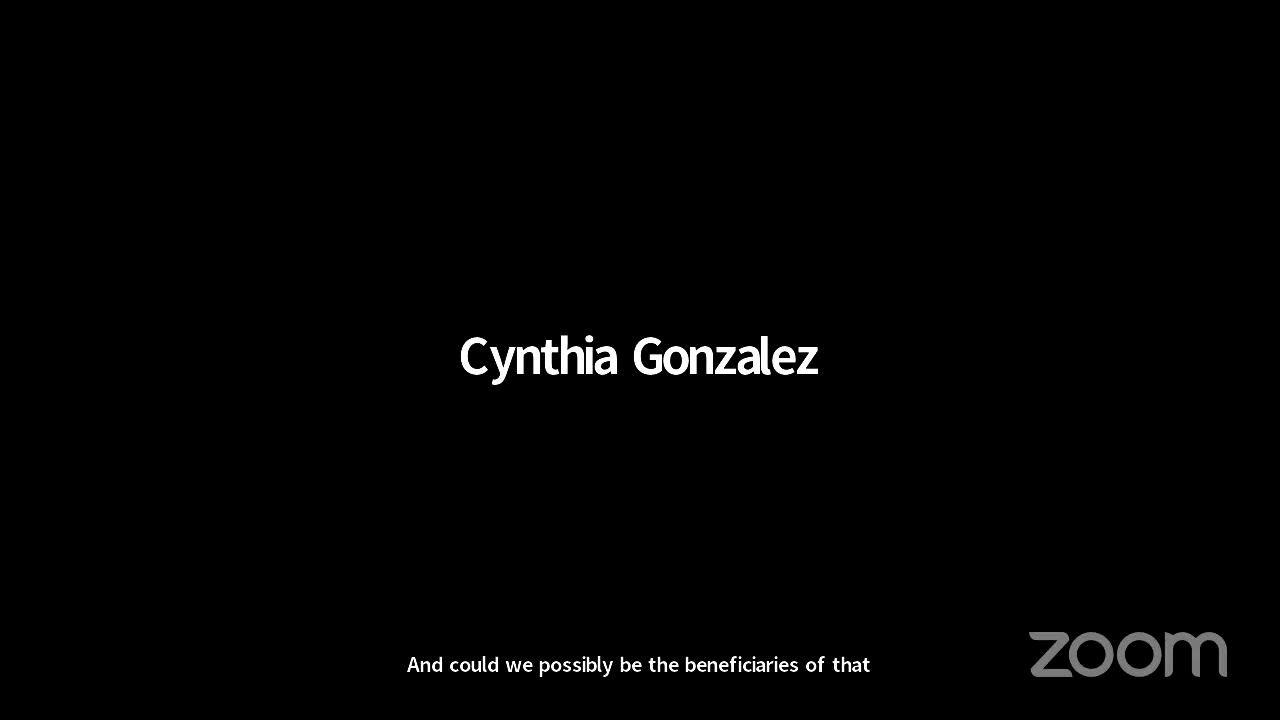 Cynthia Gonzalez
And could we possibly be the beneficiaries of that
zoom